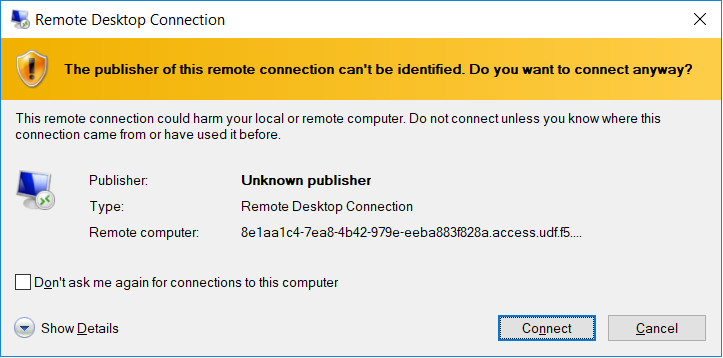 Remote Desktop Connection
The publisher of this remote connection can't be identified. Do you want to connect anyway?
This remote connection could harm your local or remote computer. Do not connect unless you know where this
connection came from or have used it before.
Publisher: Unknown publisher
Type: Remote Desktop Connection
Remote computer: 8e1aa1c4-7ea8-4b42-979e-eeba883f828a.access.udf.f5....
Don't ask me again for connections to this computer
Show Details
Connect
Cancel